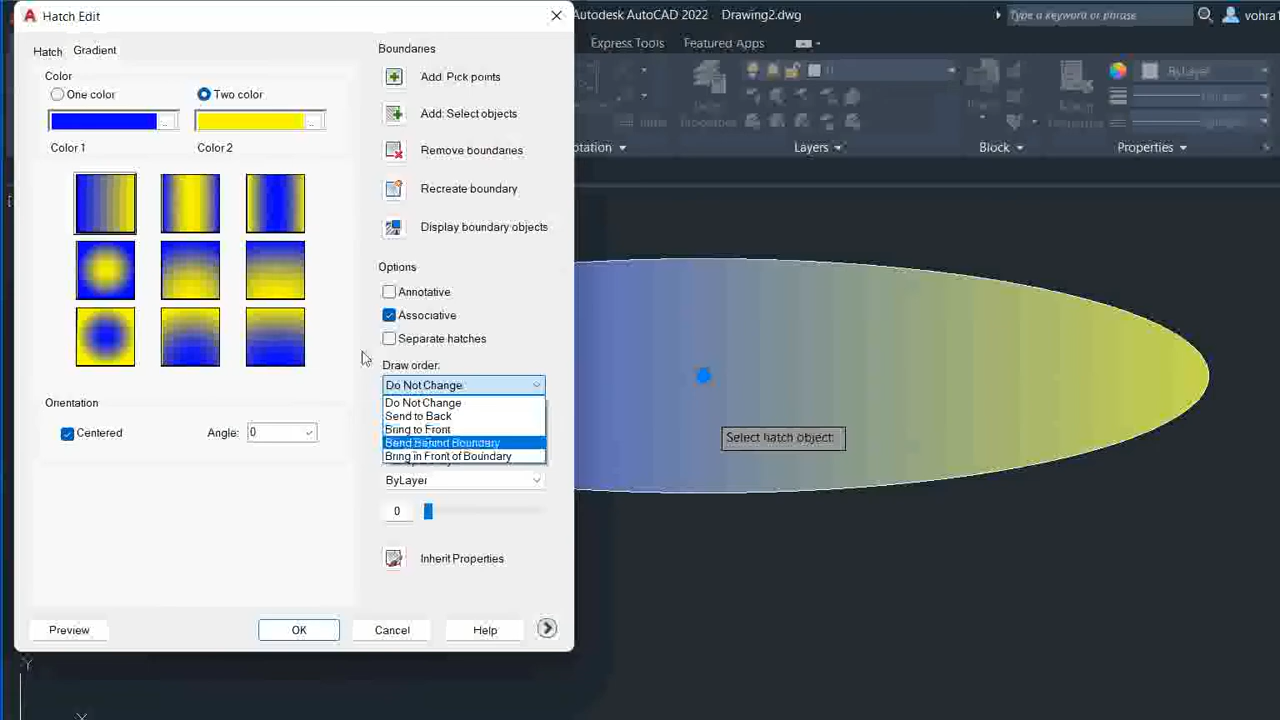 Hatch Edit
Autodesk AutoCAD 2022 Drawing2.dwg
Type a keyword or phrase
vohra1
Express Tools
Featured Apps
Hatch
Gradient
Boundaries
Color
One color
Two color
Add: Pick points
ByLayer
Color 1
Color 2
Add: Select objects
Remove boundaries
Layers
Block
Properties
Recreate boundary
Display boundary objects
Options
Annotative
Associative
Separate hatches
Draw order:
Do Not Change
Do Not Change
Send to Back
Bring to Front
Send Behind Boundary
Bring in Front of Boundary
Orientation
Centered
Angle:
0
Select hatch object:
ByLayer
0
Inherit Properties
Preview
OK
Cancel
Help
Y
X